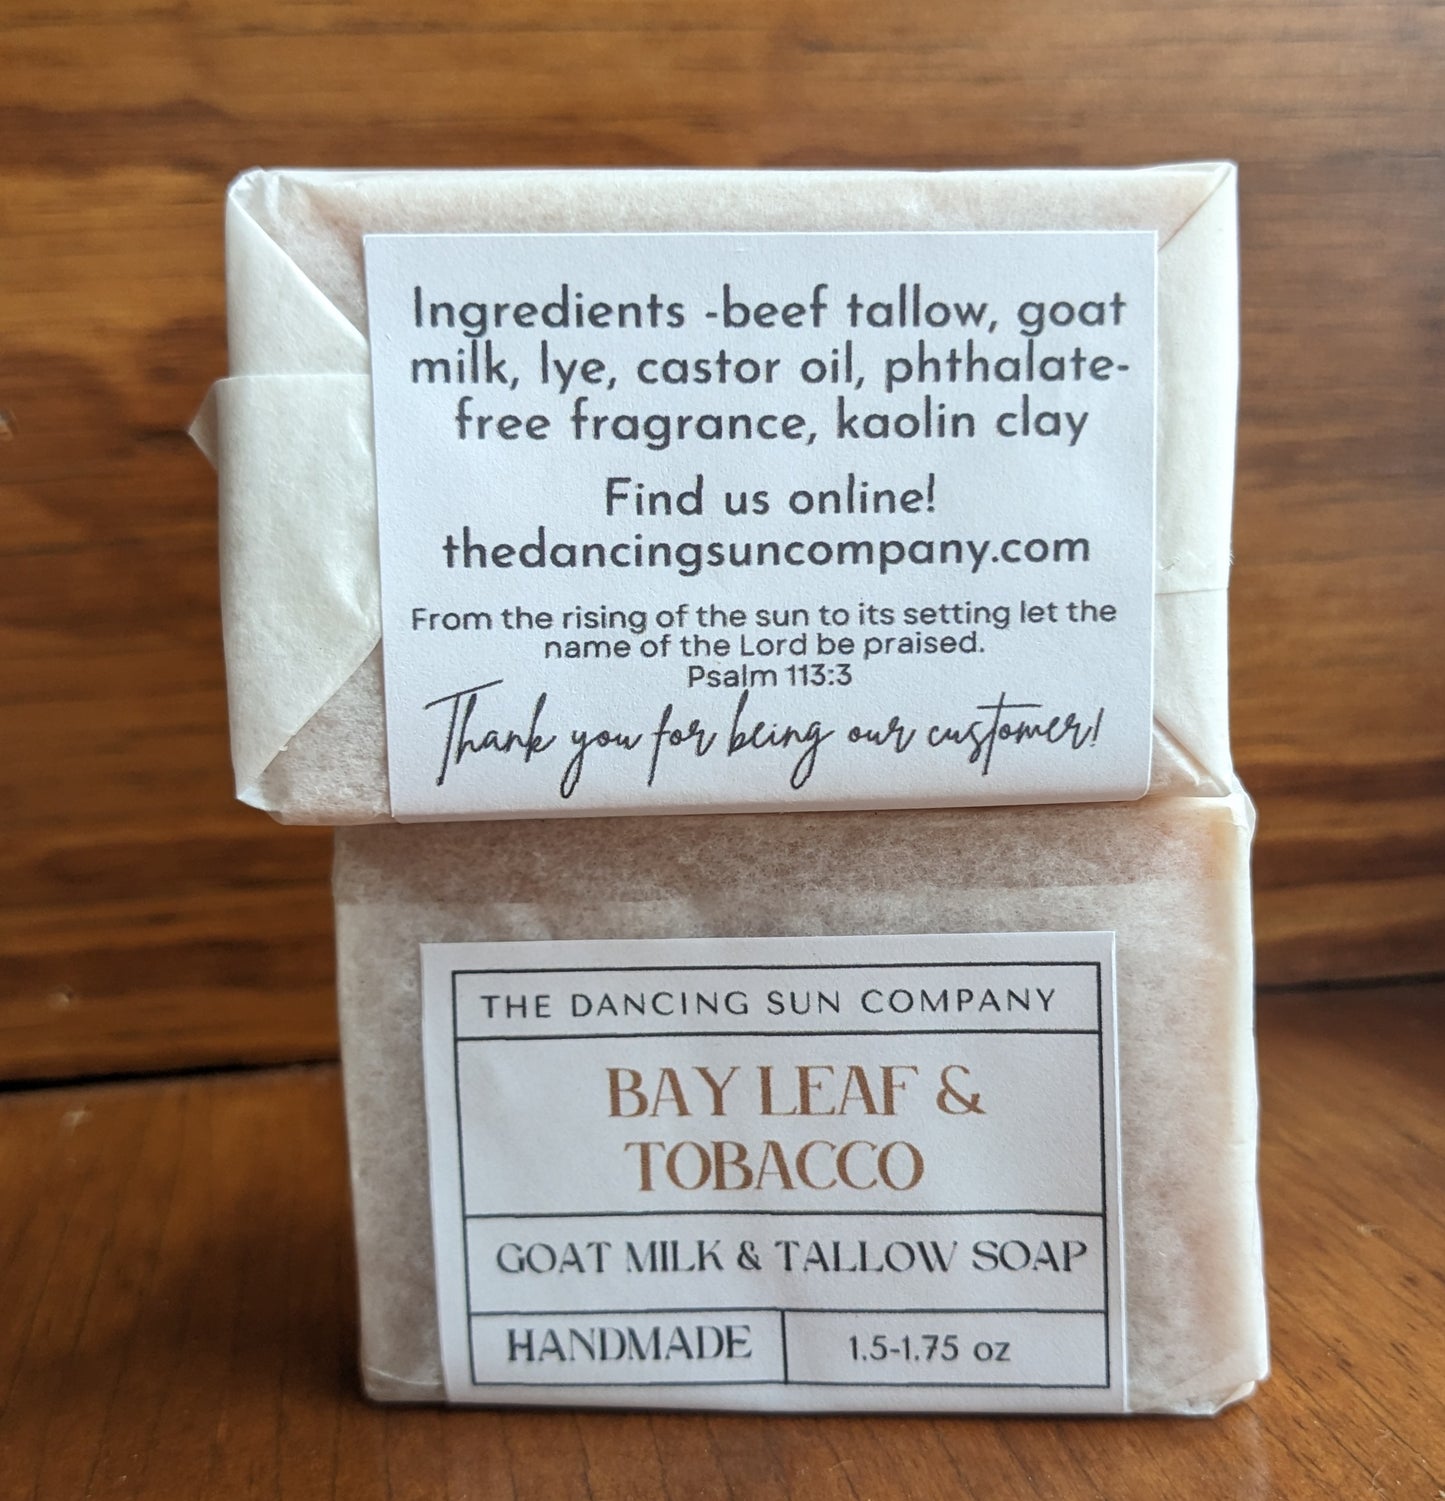 Ingredients -beef tallow, goat
milk, lye, castor oil, phthalate-
free fragrance, kaolin clay
Find us online!
thedancingsuncompany.com
From the rising of the sun to its setting let the
name of the Lord be praised.
Psalm 113:3
Thank you for being our customer!
THE DANCING SUN COMPANY
BAY LEAF &
TOBACCO
GOAT MILK & TALLOW SOAP
HANDMADE
1.5-1.75 oz